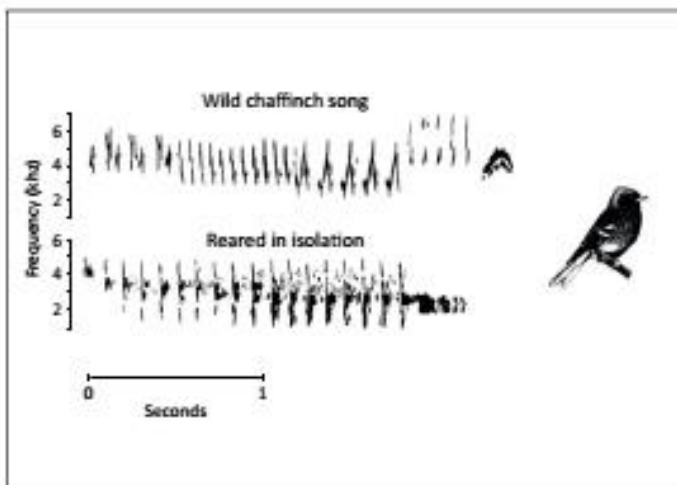 Wild chaffinch song
6
4
2
Frequency (khz)
Reared in isolation
6
4
2
0 1
Seconds